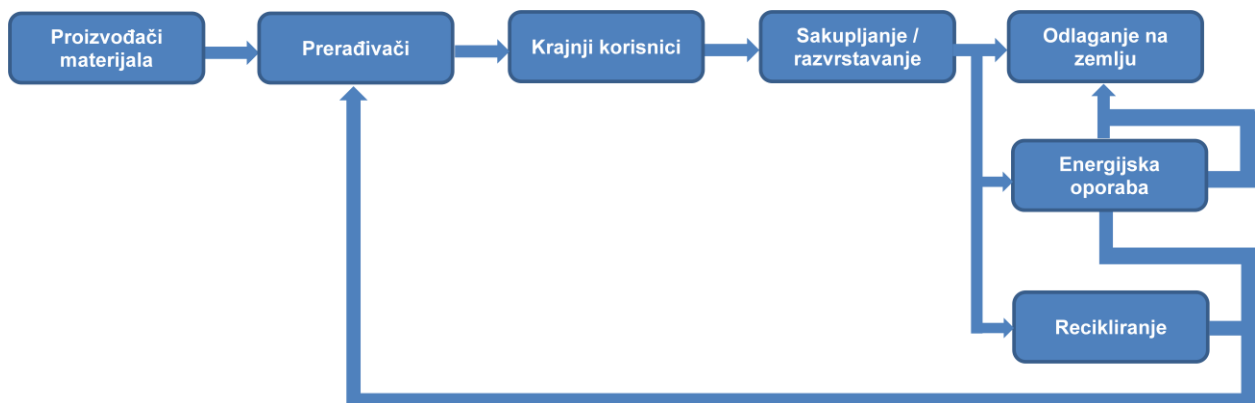 Proizvođači
materijala
Prerađivači
Krajnji korisnici
Sakupljanje /
razvrstavanje
Odlaganje na
zemlju
Energijska
oporaba
Recikliranje